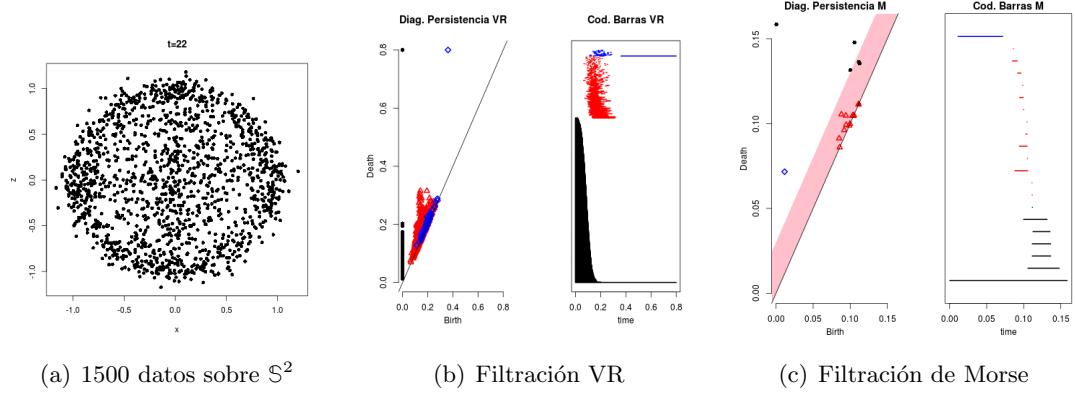 t=22
1.0
0.5
0.0
-0.5
-1.0
z
-1.0 -0.5 0.0 0.5 1.0
x
Diag. Persistencia VR
0.8
0.6
0.4
0.2
0.0
Death
0.0 0.2 0.4 0.6 0.8
Birth
Cod. Barras VR
0.0 0.2 0.4 0.6 0.8
time
Diag. Persistencia M
0.15
0.10
0.05
0.00
Death
0.00 0.05 0.10 0.15
Birth
Cod. Barras M
0.00 0.05 0.10 0.15
time
(a) 1500 datos sobre 𝕊²
(b) Filtración VR
(c) Filtración de Morse